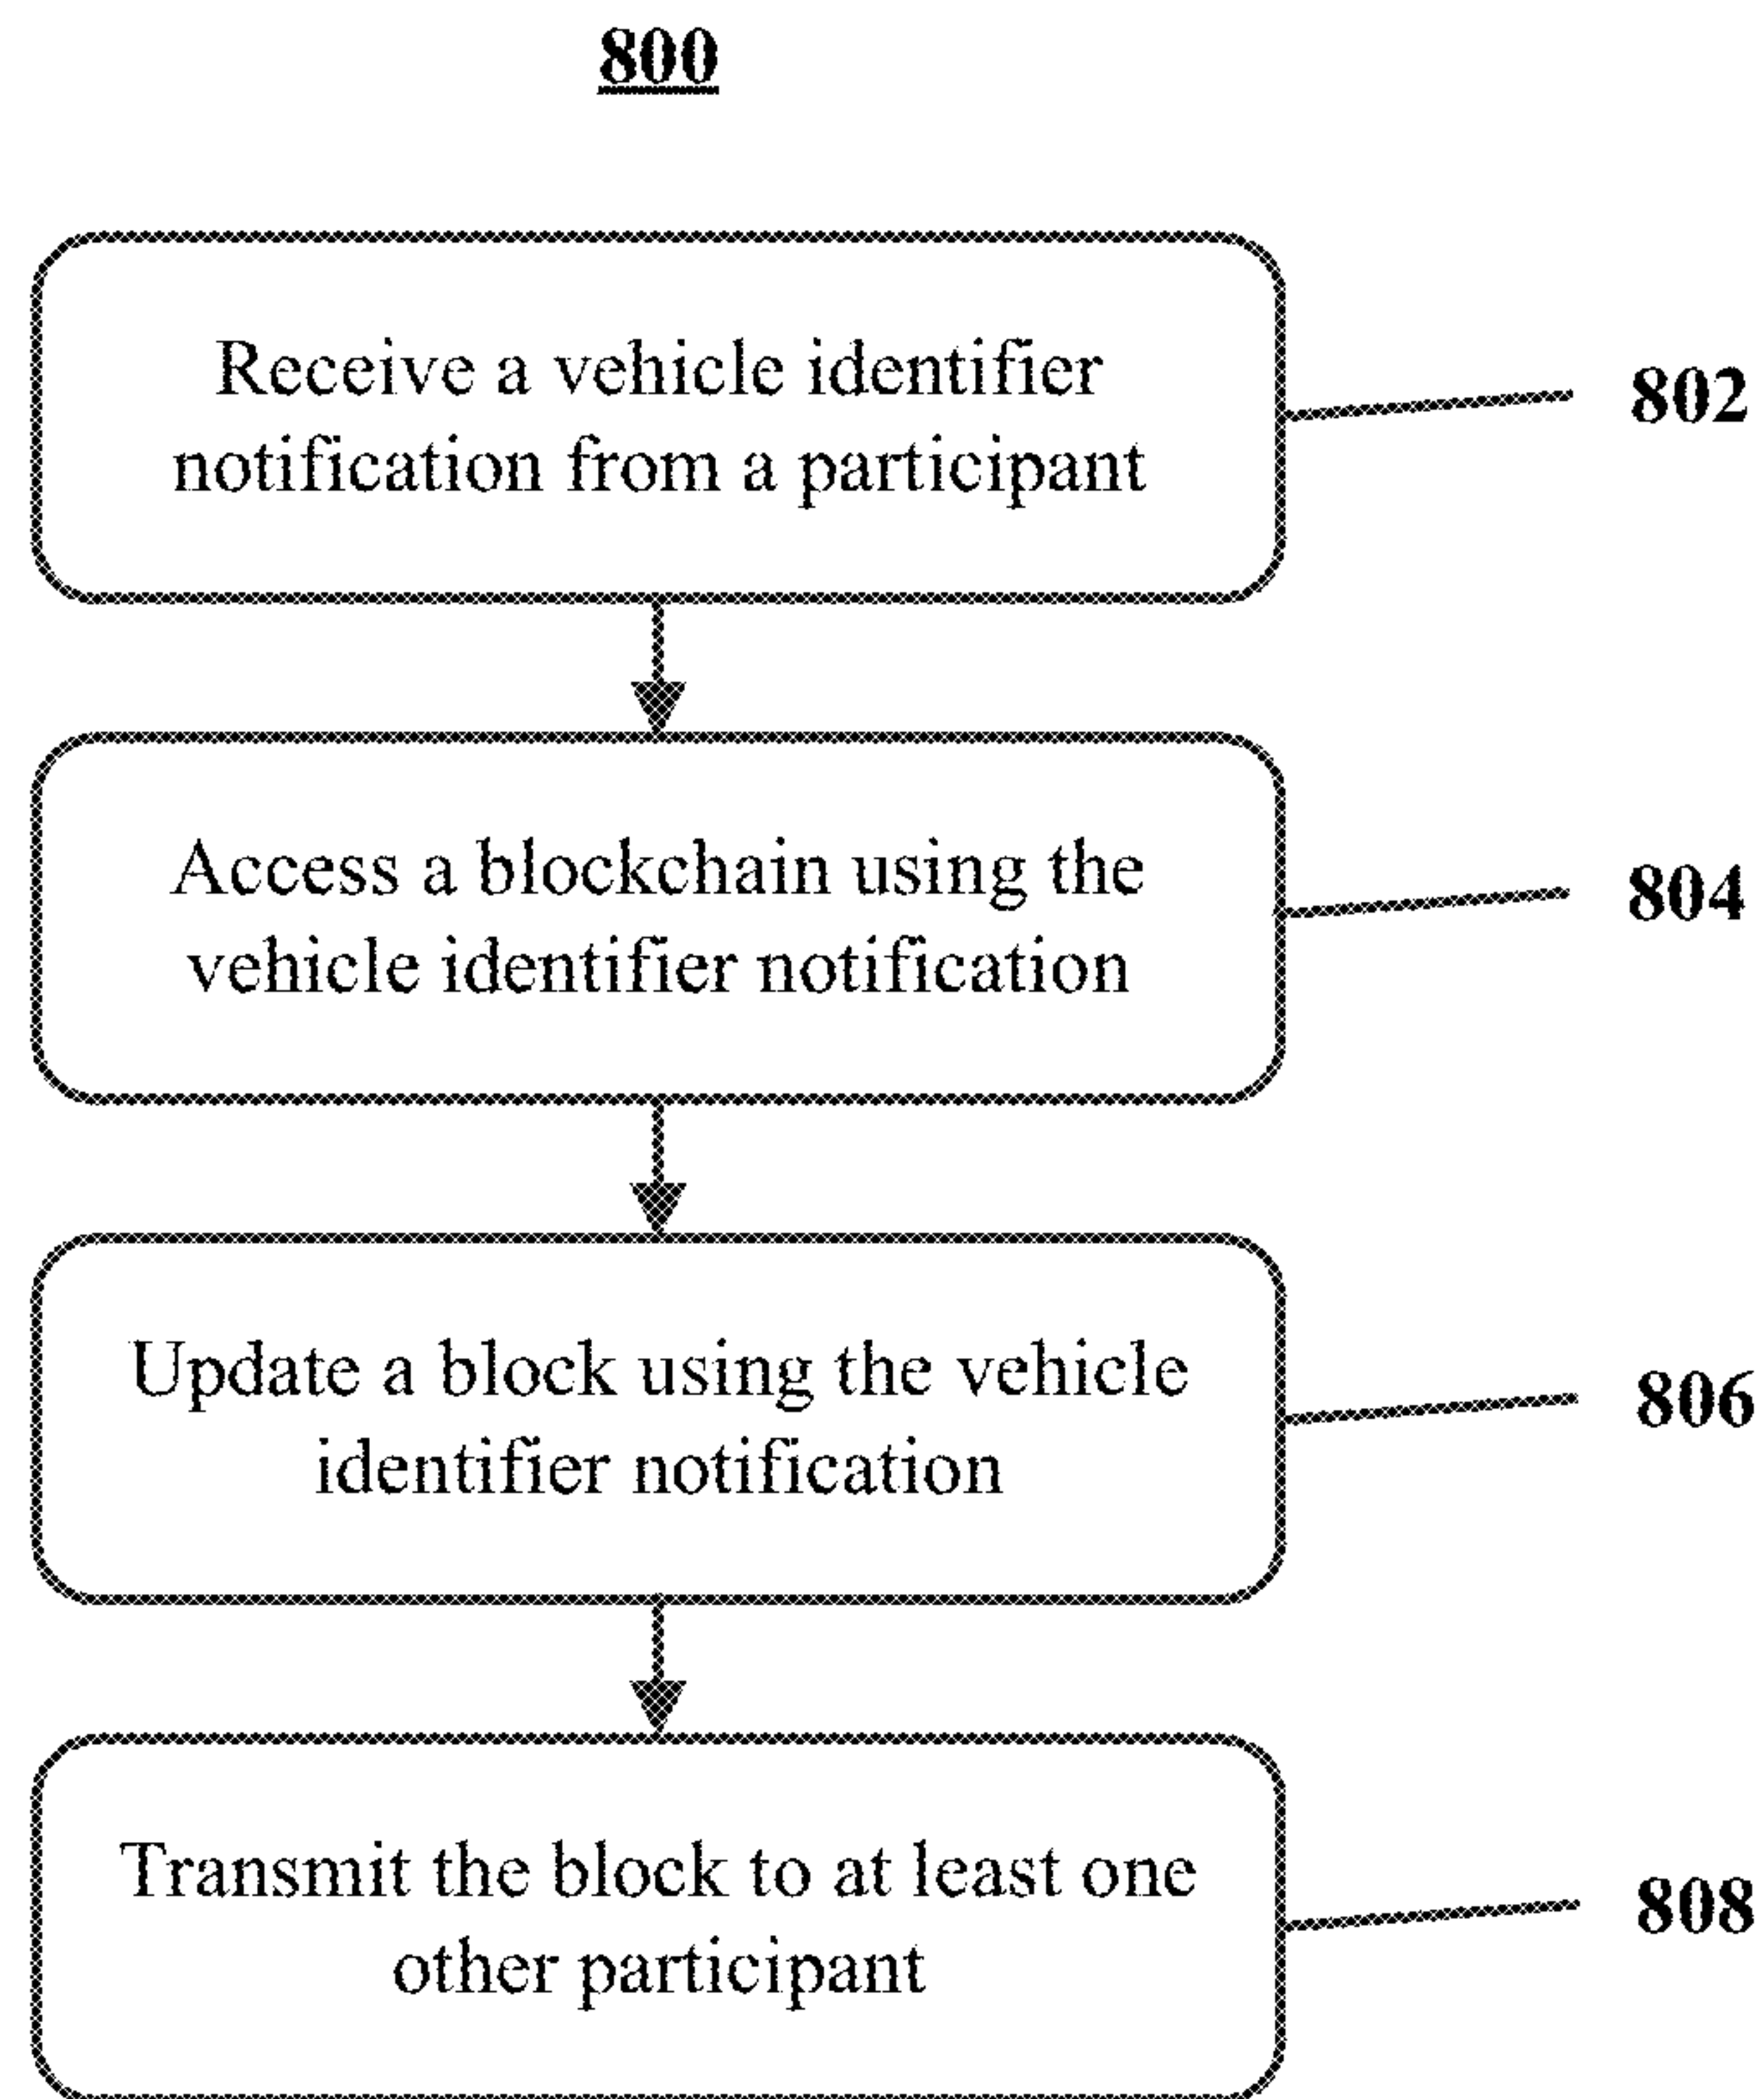 800
Receive a vehicle identifier
notification from a participant
802
Access a blockchain using the
vehicle identifier notification
804
Update a block using the vehicle
identifier notification
806
Transmit the block to at least one
other participant
808